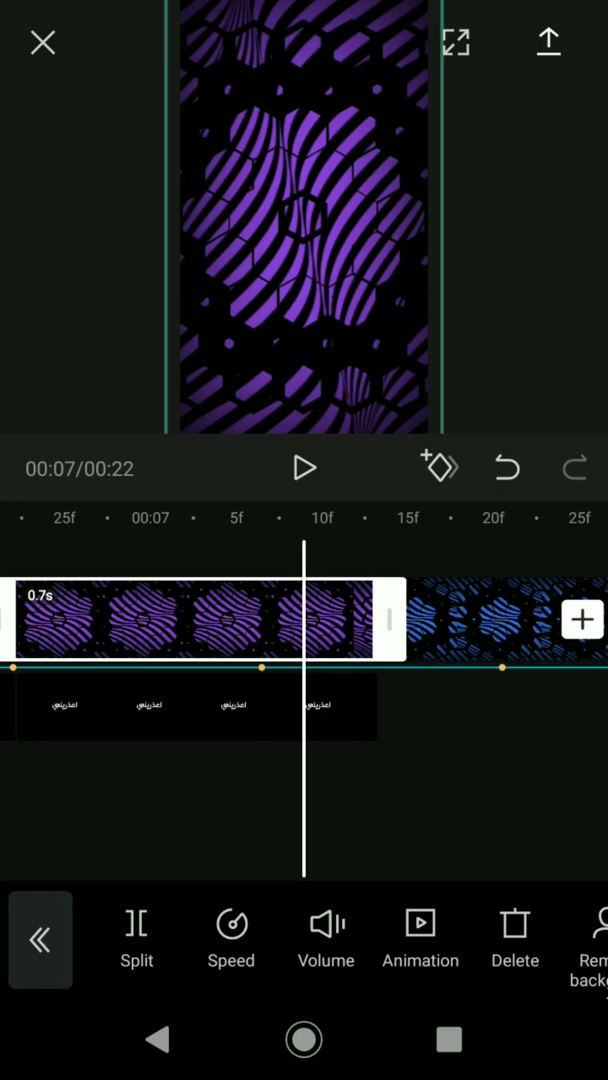 00:07/00:22
25f
00:07
5f
10f
15f
20f
25f
0.7s
اعذريني
اعذريني
اعذريني
اعذريني
Split
Speed
Volume
Animation
Delete